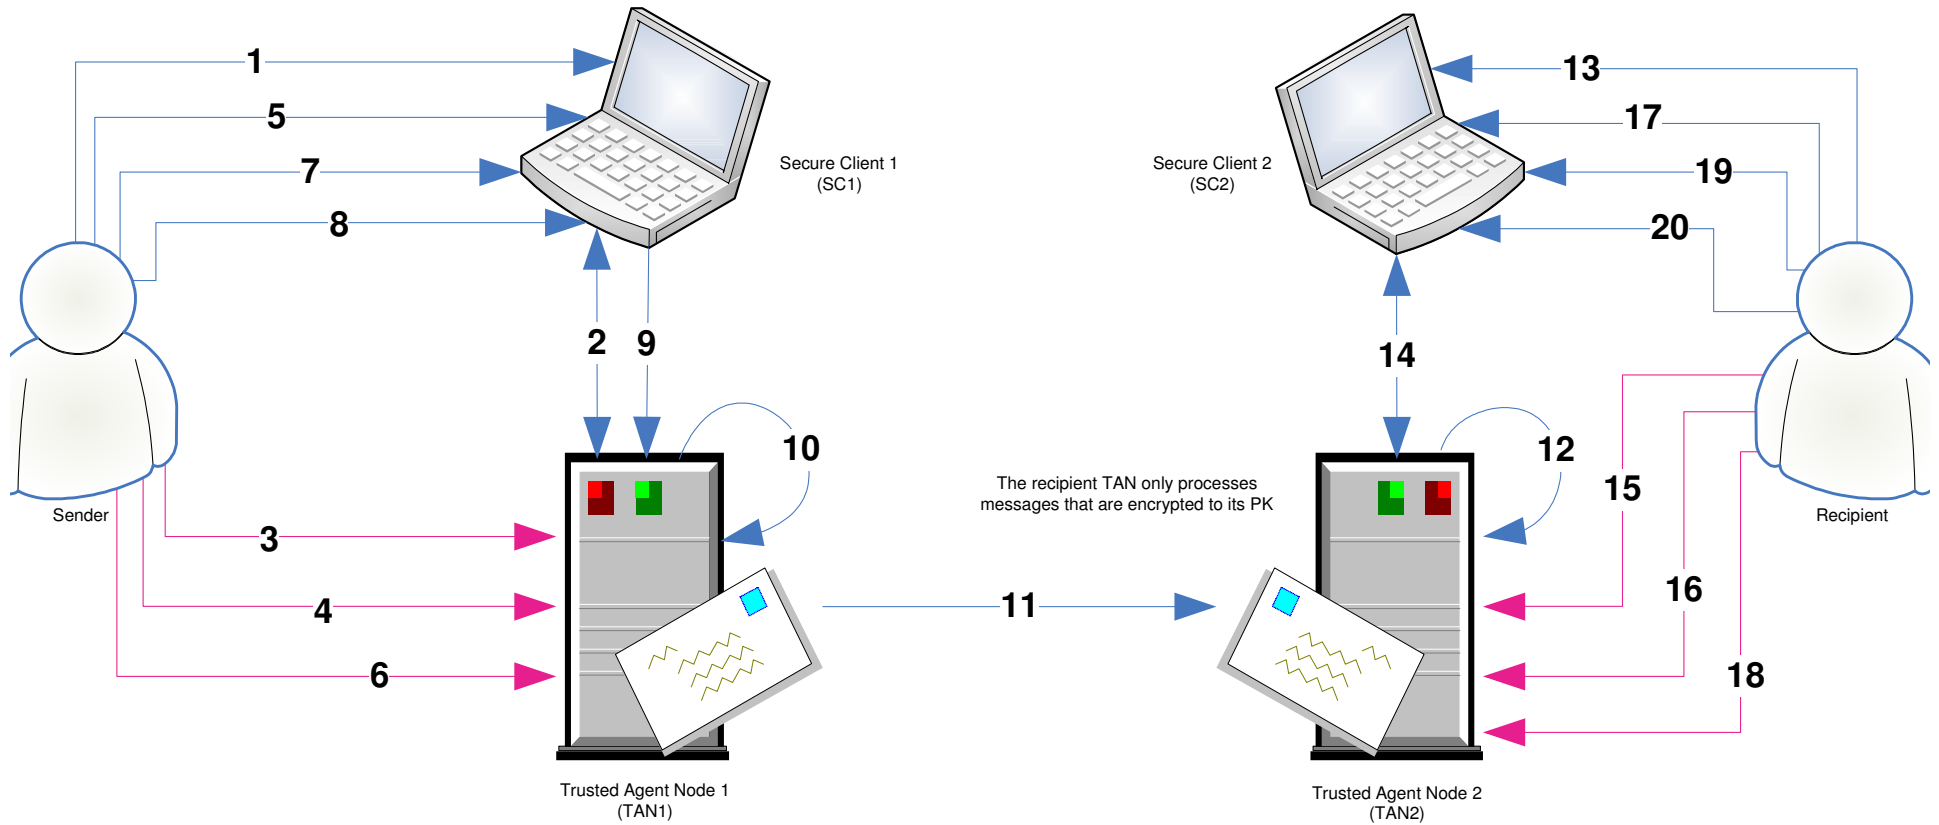 1
13
5
17
Secure Client 1
(SC1)
Secure Client 2
(SC2)
7
19
8
20
2
9
14
10
12
The recipient TAN only processes
messages that are encrypted to its PK
15
Sender
Recipient
3
16
4
11
6
18
Trusted Agent Node 1
(TAN1)
Trusted Agent Node 2
(TAN2)